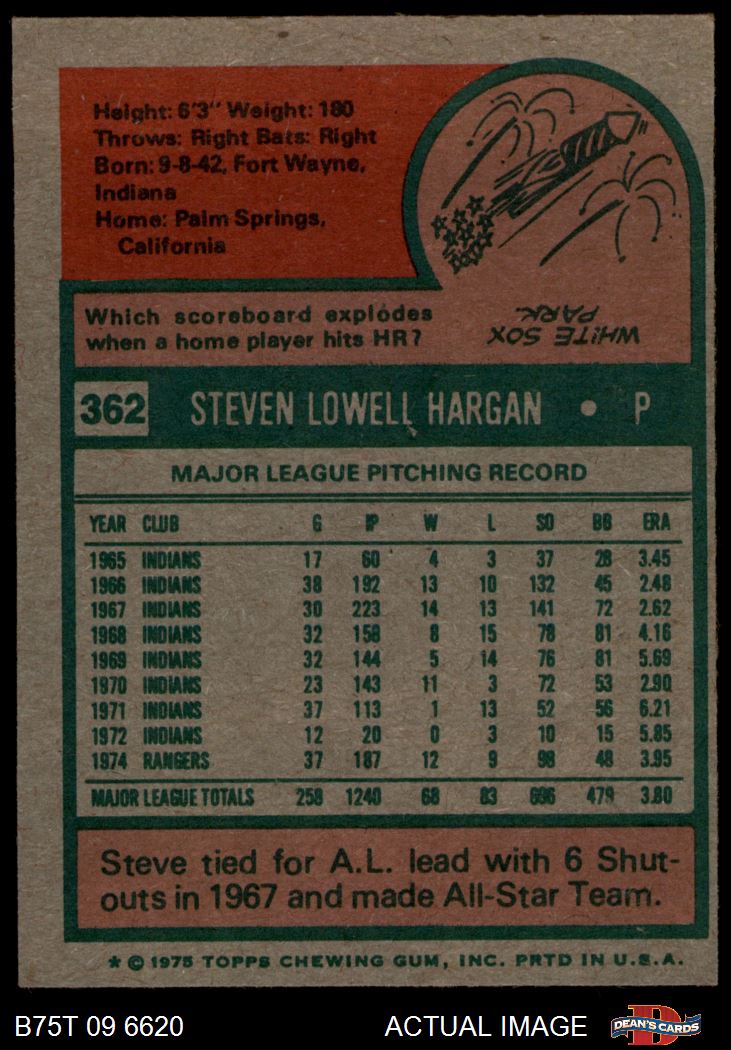 Height: 6'3" Weight: 180
Throws: Right Bats: Right
Born: 9-8-42, Fort Wayne,
Indiana
Home: Palm Springs,
California
Which scoreboard explodes
when a home player hits HR?
WHITE SOX
PARK.
362 STEVEN LOWELL HARGAN • P
MAJOR LEAGUE PITCHING RECORD
YEAR CLUB G IP W L SO BB ERA
1965 INDIANS 17 60 4 3 37 28 3.45
1966 INDIANS 38 192 13 10 132 45 2.48
1967 INDIANS 30 223 14 13 141 72 2.62
1968 INDIANS 32 158 8 15 78 81 4.16
1969 INDIANS 32 144 5 14 76 81 5.69
1970 INDIANS 23 143 11 3 72 53 2.90
1971 INDIANS 37 113 1 13 52 56 6.21
1972 INDIANS 12 20 0 3 10 15 5.85
1974 RANGERS 37 187 12 9 98 48 3.95
MAJOR LEAGUE TOTALS 258 1240 68 83 696 479 3.80
Steve tied for A.L. lead with 6 Shut-
outs in 1967 and made All-Star Team.
* © 1975 TOPPS CHEWING GUM, INC. PRTD IN U.S.A.
B75T 09 6620 ACTUAL IMAGE DEAN'S CARDS